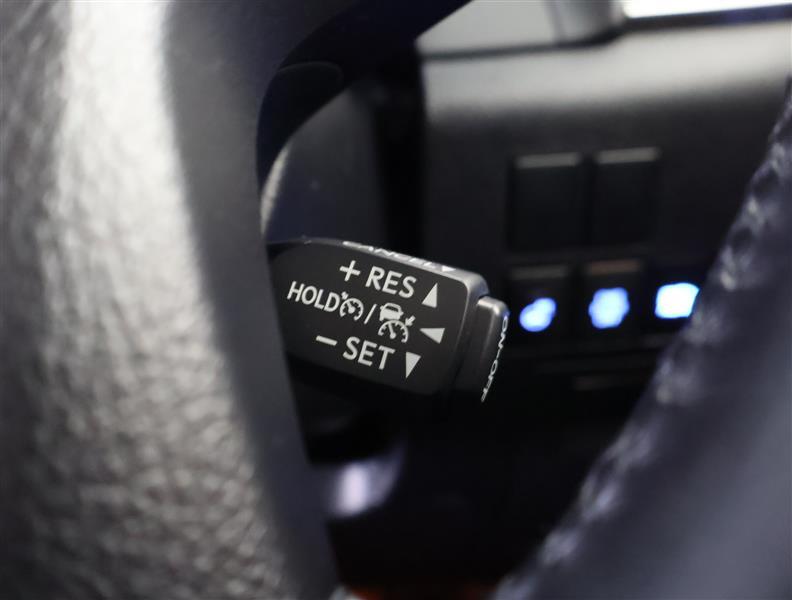 CANCEL
+ RES
HOLD /
− SET
ON-OFF